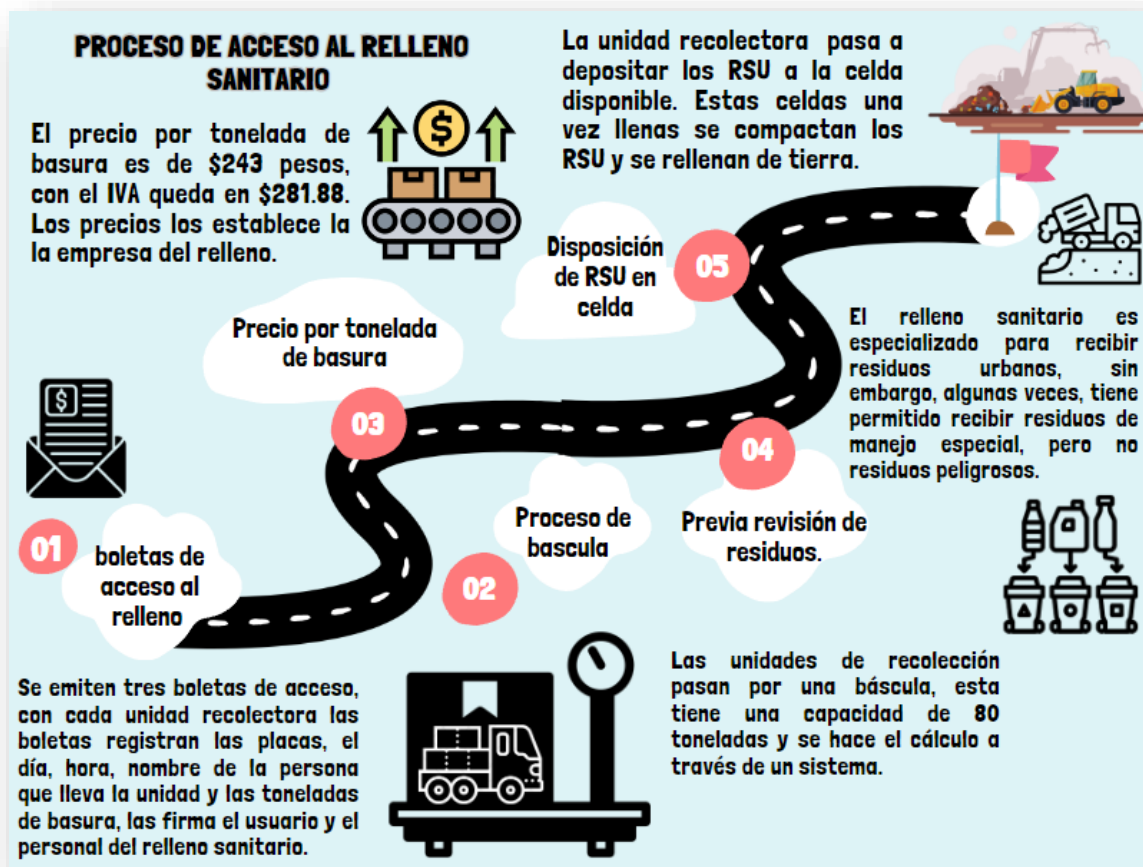 PROCESO DE ACCESO AL RELLENO
SANITARIO
El precio por tonelada de
basura es de $243 pesos,
con el IVA queda en $281.88.
Los precios los establece la
la empresa del relleno.
$
La unidad recolectora pasa a
depositar los RSU a la celda
disponible. Estas celdas una
vez llenas se compactan los
RSU y se rellenan de tierra.
Disposición
de RSU en
celda
05
Precio por tonelada
de basura
03
El relleno sanitario es
especializado para recibir
residuos urbanos, sin
embargo, algunas veces, tiene
permitido recibir residuos de
manejo especial, pero no
residuos peligrosos.
04
Previa revisión de
residuos.
Proceso de
bascula
02
$
01
boletas de
acceso al
relleno
Se emiten tres boletas de acceso,
con cada unidad recolectora las
boletas registran las placas, el
día, hora, nombre de la persona
que lleva la unidad y las toneladas
de basura, las firma el usuario y el
personal del relleno sanitario.
Las unidades de recolección
pasan por una báscula, esta
tiene una capacidad de 80
toneladas y se hace el cálculo a
través de un sistema.